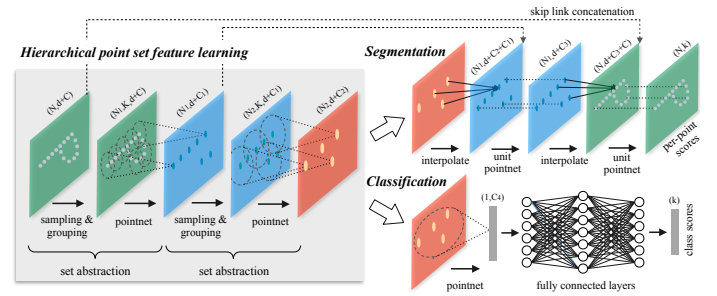 skip link concatenation
Hierarchical point set feature learning
Segmentation
(N,d+C)
(N1,K,d+C)
(N1,d+C1)
(N2,K,d+C1)
(N2,d+C2)
(N1,d+C2+C1)
(N1,d+C3)
(N,d+C3+C)
(N,k)
per-point
scores
interpolate
unit
pointnet
interpolate
unit
pointnet
sampling &
grouping
pointnet
sampling &
grouping
pointnet
set abstraction
set abstraction
Classification
(1,C4)
(k)
class scores
pointnet
fully connected layers